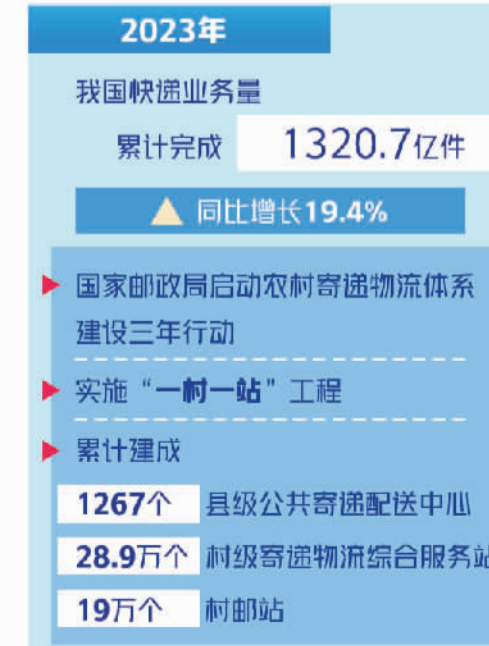 2023年
我国快递业务量
累计完成 1320.7亿件
同比增长19.4%
国家邮政局启动农村寄递物流体系
建设三年行动
实施“一村一站”工程
累计建成
1267个 县级公共寄递配送中心
28.9万个 村级寄递物流综合服务站
19万个 村邮站